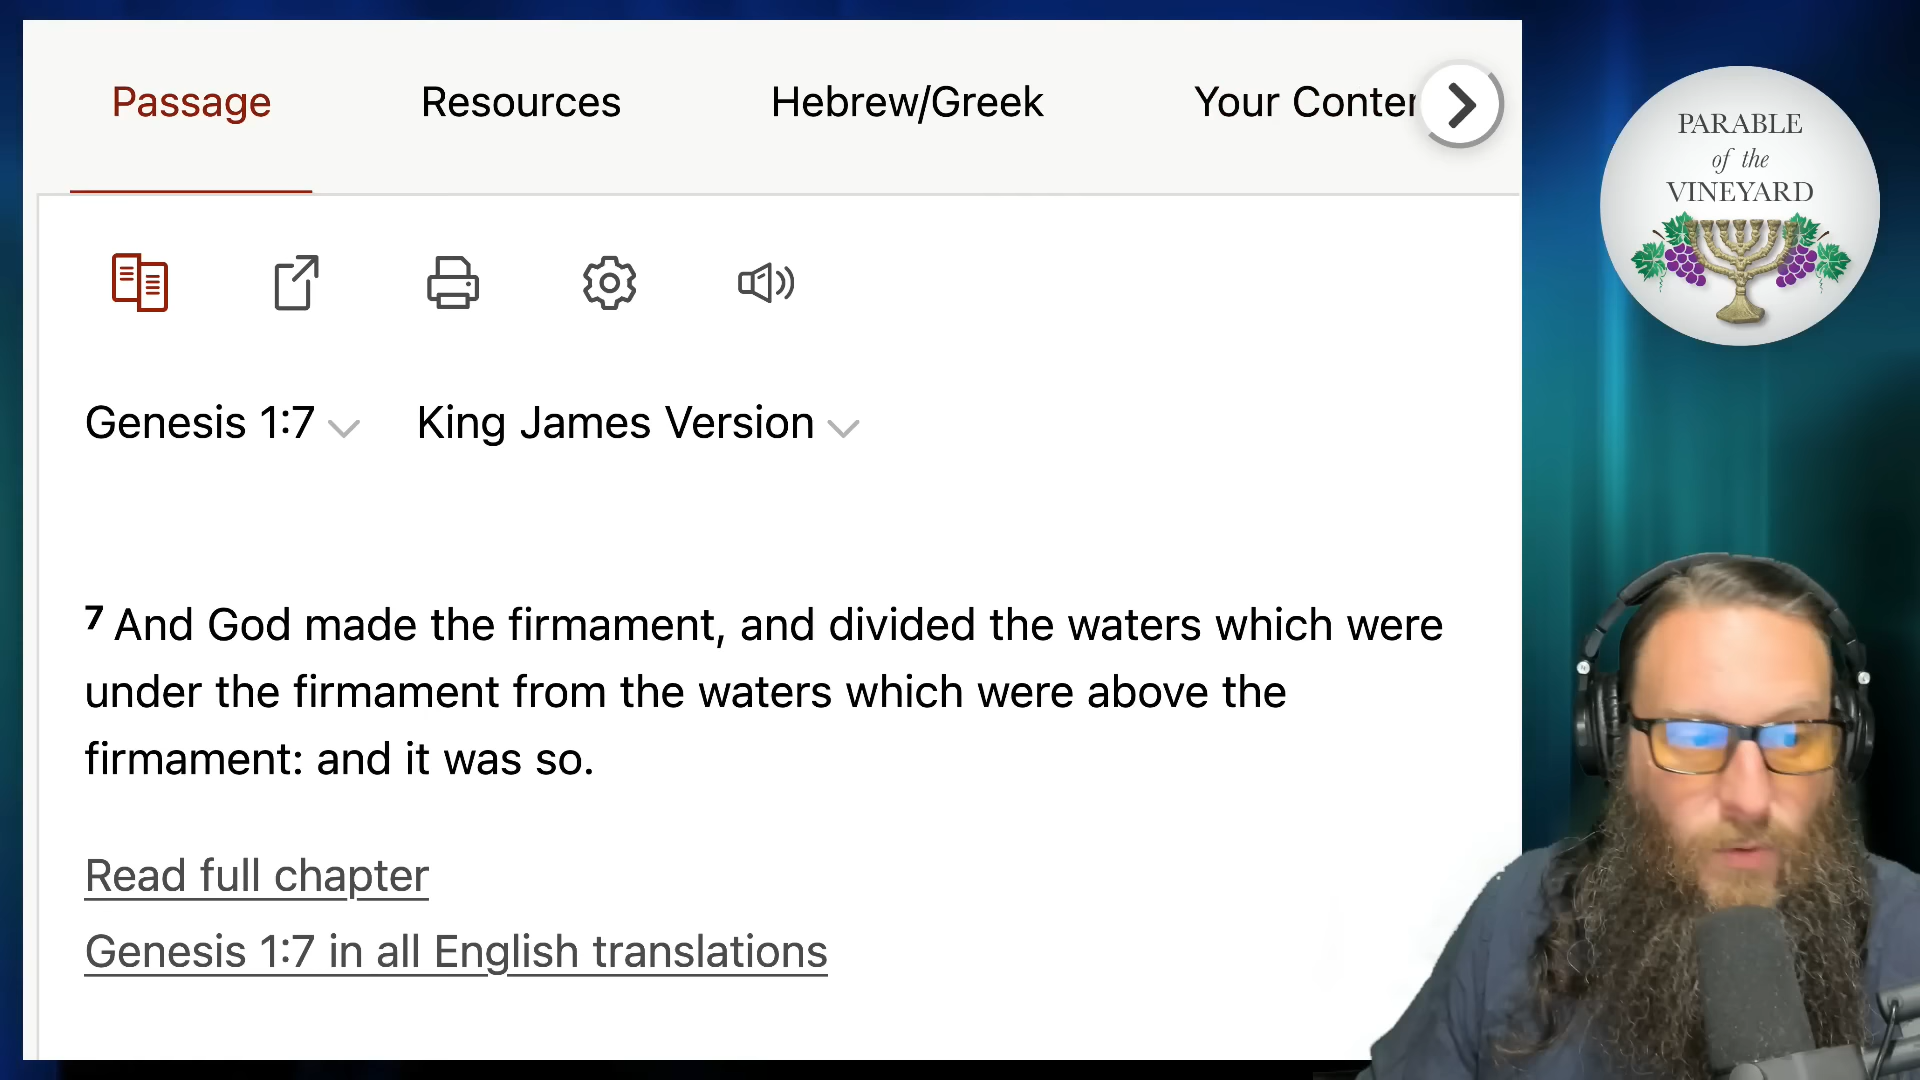 Passage
Resources
Hebrew/Greek
Your Conten
PARABLE
of the
VINEYARD
Genesis 1:7
King James Version
7 And God made the firmament, and divided the waters which were
under the firmament from the waters which were above the
firmament: and it was so.
Read full chapter
Genesis 1:7 in all English translations